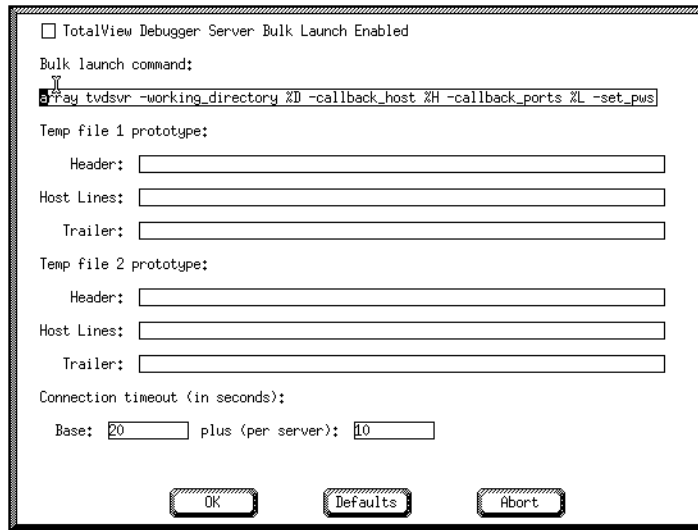 TotalView Debugger Server Bulk Launch Enabled
Bulk launch command:
array tvdsvr -working_directory %D -callback_host %H -callback_ports %L -set_pws
Temp file 1 prototype:
Header:
Host Lines:
Trailer:
Temp file 2 prototype:
Header:
Host Lines:
Trailer:
Connection timeout (in seconds):
Base: 20 plus (per server): 10
OK Defaults Abort